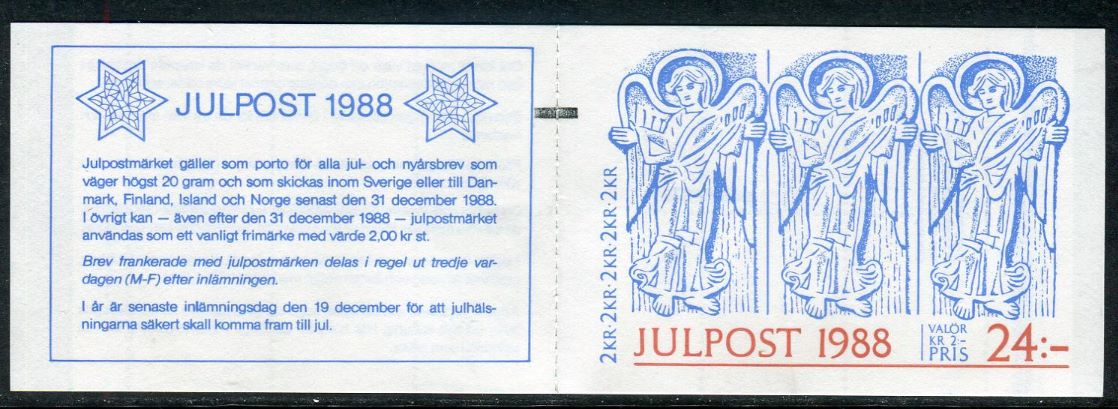 JULPOST 1988
Julpostmärket gäller som porto för alla jul- och nyårsbrev som
väger högst 20 gram och som skickas inom Sverige eller till Dan-
mark, Finland, Island och Norge senast den 31 december 1988.
I övrigt kan — även efter den 31 december 1988 — julpostmärket
användas som ett vanligt frimärke med värde 2,00 kr st.
Brev frankerade med julpostmärken delas i regel ut tredje var-
dagen (M-F) efter inlämningen.
I år är senaste inlämningsdag den 19 december för att julhäls-
ningarna säkert skall komma fram till jul.
2KR·2KR·2KR·2KR·2KR
JULPOST 1988
VALÖR
KR 2:-
PRIS
24:–